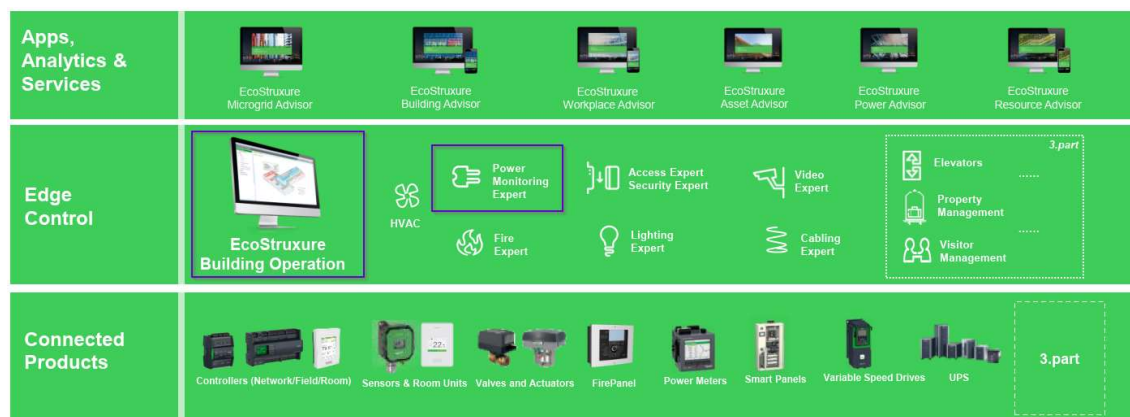 Apps,
Analytics &
Services
EcoStruxure
Microgrid Advisor
EcoStruxure
Building Advisor
EcoStruxure
Workplace Advisor
EcoStruxure
Asset Advisor
EcoStruxure
Power Advisor
EcoStruxure
Resource Advisor
Edge
Control
EcoStruxure
Building Operation
HVAC
Power
Monitoring
Expert
Fire
Expert
Access Expert
Security Expert
Lighting
Expert
Video
Expert
Cabling
Expert
3.part
Elevators
......
Property
Management
......
Visitor
Management
Connected
Products
Controllers (Network/Field/Room)
Sensors & Room Units
Valves and Actuators
FirePanel
Power Meters
Smart Panels
Variable Speed Drives
UPS
3.part